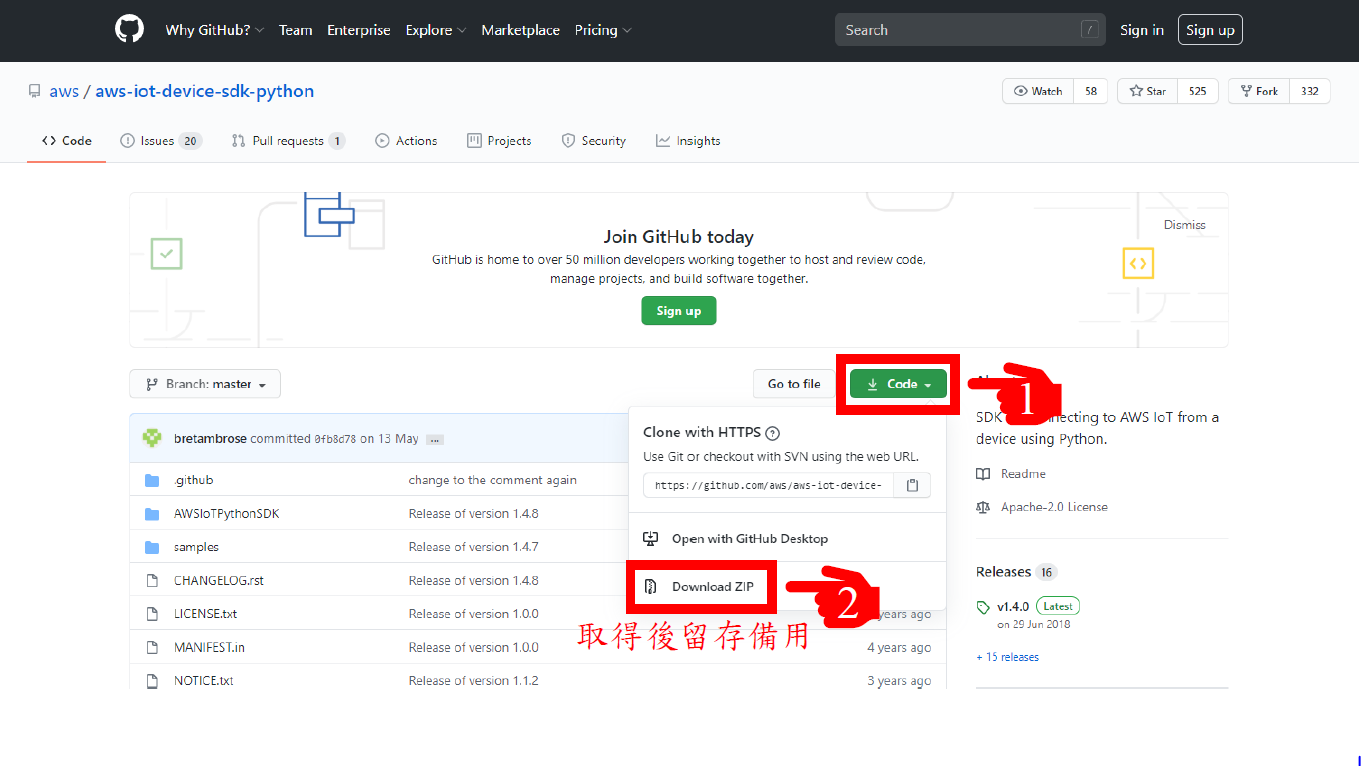 Why GitHub? Team Enterprise Explore Marketplace Pricing Search / Sign in Sign up
aws / aws-iot-device-sdk-python Watch 58 Star 525 Fork 332
Code Issues 20 Pull requests 1 Actions Projects Security Insights
Dismiss
Join GitHub today
GitHub is home to over 50 million developers working together to host and review code,
manage projects, and build software together.
Sign up
Branch: master Go to file Code 1
SDK connecting to AWS IoT from a
device using Python.
Readme
Apache-2.0 License
Releases 16
v1.4.0 Latest
on 29 Jun 2018
+ 15 releases
bretambrose committed 0fb8d78 on 13 May ...
Clone with HTTPS ?
Use Git or checkout with SVN using the web URL.
https://github.com/aws/aws-iot-device-
Open with GitHub Desktop
Download ZIP 2
取得後留存備用
.github change to the comment again
AWSIoTPythonSDK Release of version 1.4.8
samples Release of version 1.4.7
CHANGELOG.rst Release of version 1.4.8
LICENSE.txt Release of version 1.0.0 years ago
MANIFEST.in Release of version 1.0.0 4 years ago
NOTICE.txt Release of version 1.1.2 3 years ago